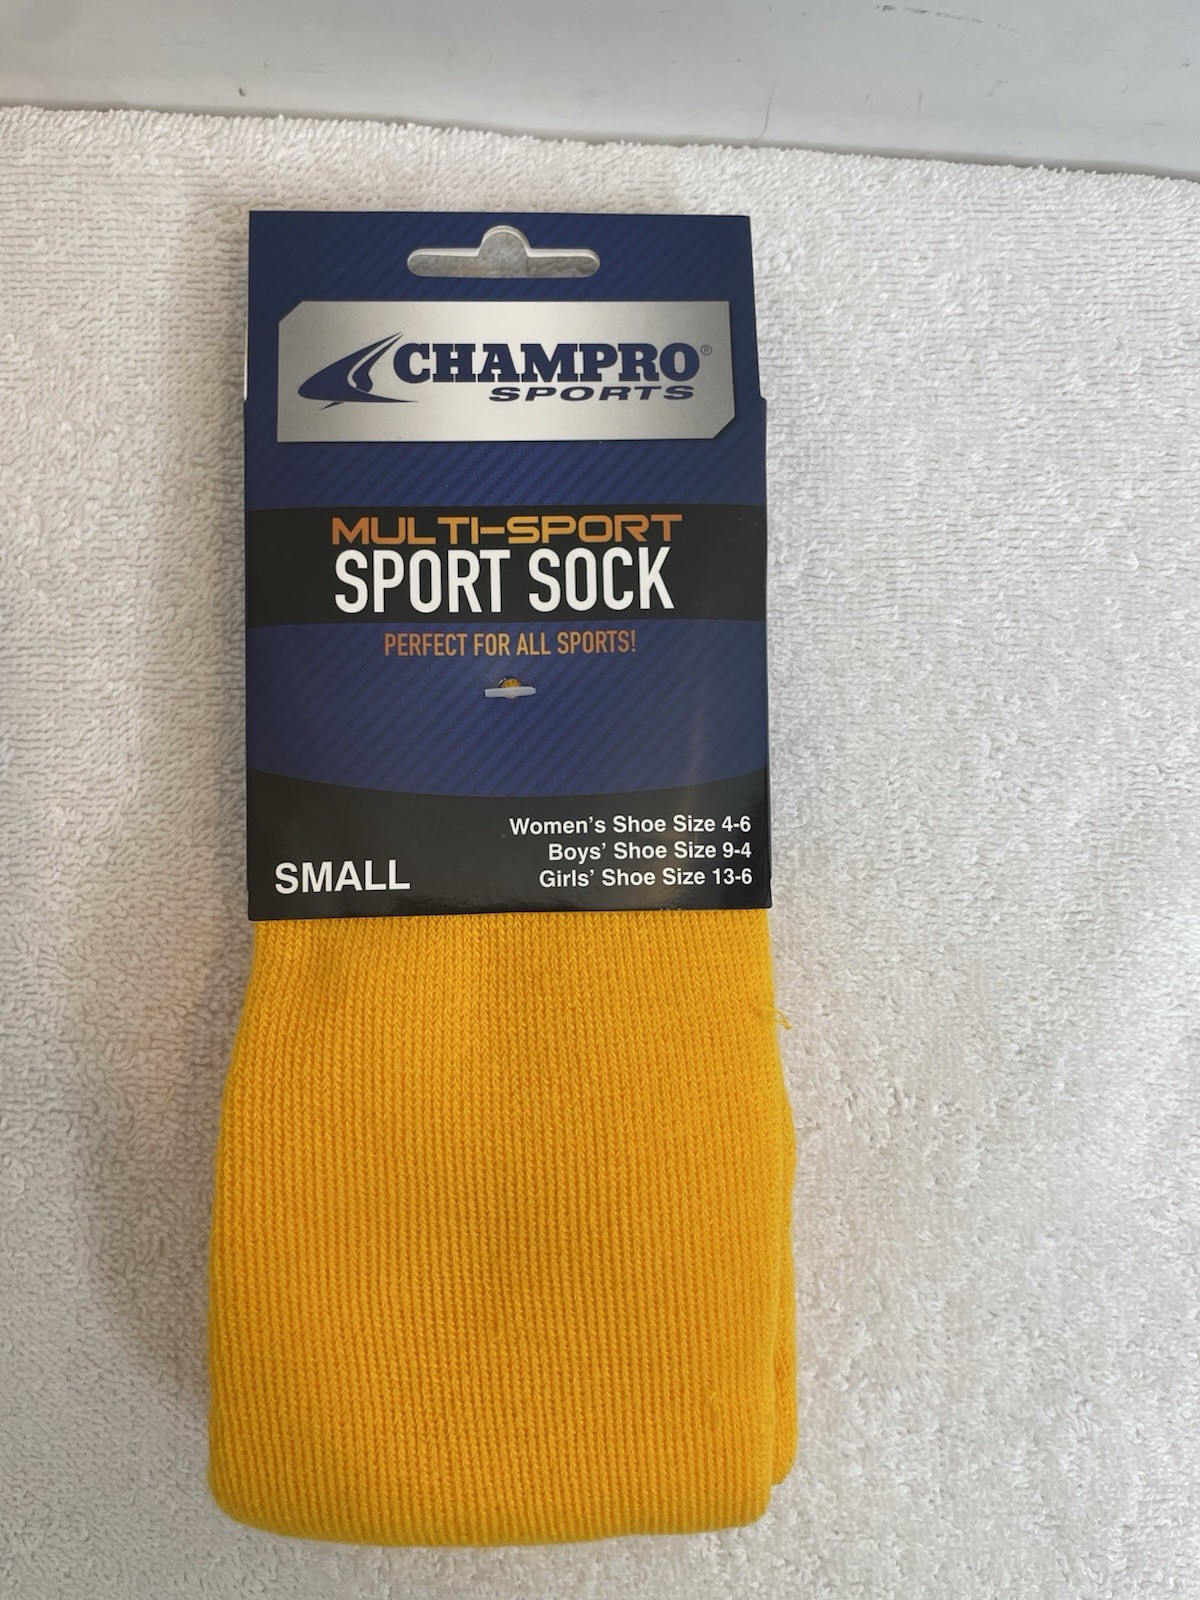 CHAMPRO®
SPORTS
MULTI-SPORT
SPORT SOCK
PERFECT FOR ALL SPORTS!
Women's Shoe Size 4-6
Boys' Shoe Size 9-4
Girls' Shoe Size 13-6
SMALL